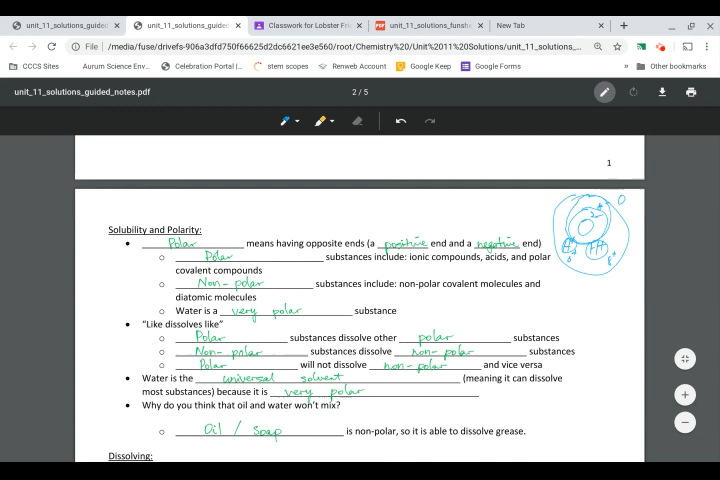 unit_11_solutions_guided
unit_11_solutions_guided
Classwork for Lobster Fri
unit_11_solutions_funshe
New Tab
File /media/fuse/drivefs-906a3dfd750f66625d2dc6621ee3e560/root/Chemistry%20/Unit%2011%20Solutions/unit_11_solutions_...
CCCS Sites Aurum Science Env... Celebration Portal |... stem scopes Renweb Account Google Keep Google Forms » Other bookmarks
unit_11_solutions_guided_notes.pdf 2 / 5
1
Solubility and Polarity:
Polar means having opposite ends (a positive end and a negative end)
Polar substances include: ionic compounds, acids, and polar
covalent compounds
Non-polar substances include: non-polar covalent molecules and
diatomic molecules
Water is a very polar substance
"Like dissolves like"
Polar substances dissolve other polar substances
Non-polar substances dissolve non-polar substances
Polar will not dissolve non-polar and vice versa
Water is the universal solvent (meaning it can dissolve
most substances) because it is very polar
Why do you think that oil and water won't mix?
Oil / Soap is non-polar, so it is able to dissolve grease.
Dissolving: